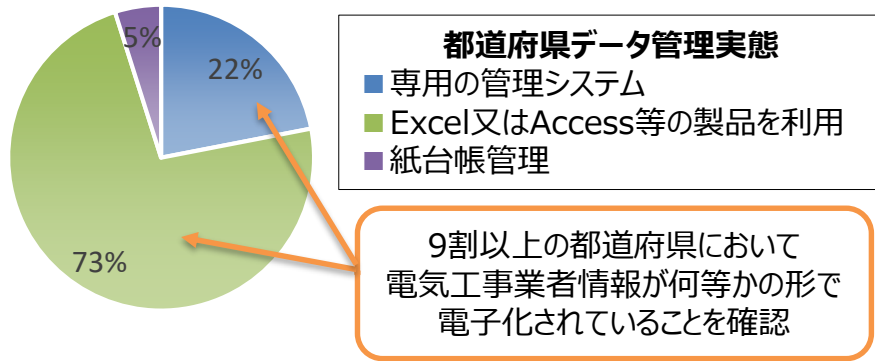 5%
22%
73%
都道府県データ管理実態
専用の管理システム
Excel又はAccess等の製品を利用
紙台帳管理
9割以上の都道府県において
電気工事業者情報が何等かの形で
電子化されていることを確認